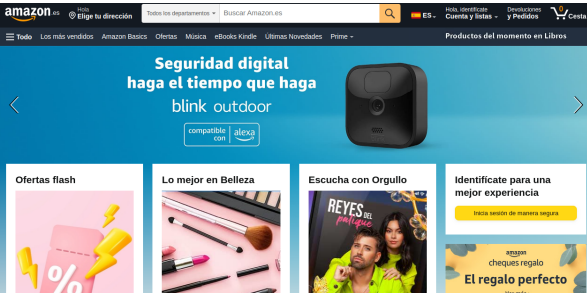 amazon.es
Hola
Elige tu dirección
Todos los departamentos
Buscar Amazon.es
ES
Hola, identifícate
Cuenta y listas
Devoluciones
y Pedidos
0
Cesta
Todo
Los más vendidos
Amazon Basics
Ofertas
Música
eBooks Kindle
Últimas Novedades
Prime
Productos del momento en Libros
Seguridad digital
haga el tiempo que haga
blink outdoor
compatible
con
alexa
Ofertas flash
Lo mejor en Belleza
Escucha con Orgullo
Identifícate para una
mejor experiencia
Inicia sesión de manera segura
%
REYES DEL
palique
amazon
cheques regalo
El regalo perfecto